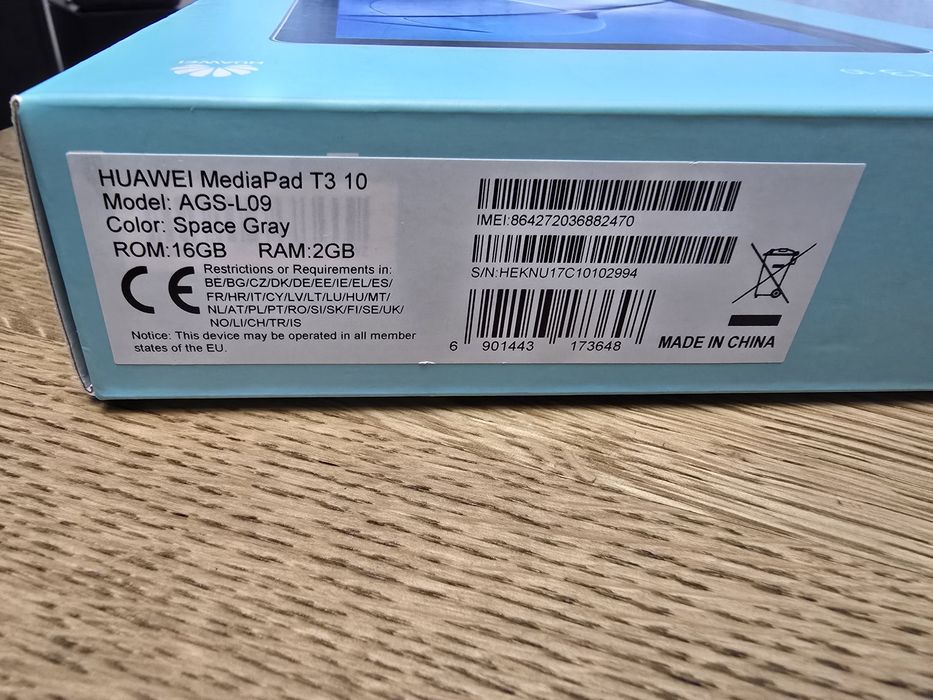 HUAWEI
HUAWEI MediaPad T3 10
Model: AGS-L09
Color: Space Gray
ROM:16GB RAM:2GB
CE
Restrictions or Requirements in:
BE/BG/CZ/DK/DE/EE/IE/EL/ES/
FR/HR/IT/CY/LV/LT/LU/HU/MT/
NL/AT/PL/PT/RO/SI/SK/FI/SE/UK/
NO/LI/CH/TR/IS
Notice: This device may be operated in all member
states of the EU.
IMEI:864272036882470
S/N:HEKNU17C10102994
6 901443 173648
MADE IN CHINA